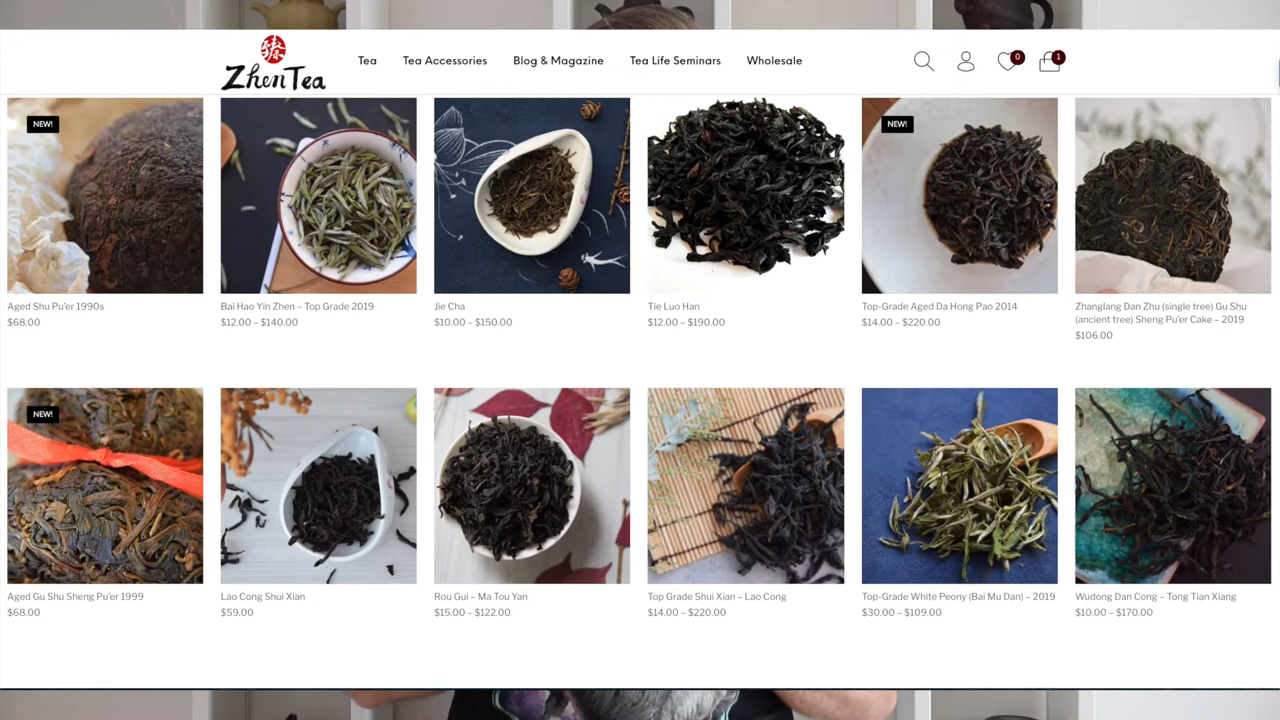 臻
Zhen Tea
Tea
Tea Accessories
Blog & Magazine
Tea Life Seminars
Wholesale
0
1
NEW!
NEW!
Aged Shu Pu'er 1990s
$68.00
Bai Hao Yin Zhen – Top Grade 2019
$12.00 – $140.00
Jie Cha
$10.00 – $150.00
Tie Luo Han
$12.00 – $190.00
Top-Grade Aged Da Hong Pao 2014
$14.00 – $220.00
Zhanglang Dan Zhu (single tree) Gu Shu
(ancient tree) Sheng Pu'er Cake – 2019
$106.00
NEW!
Aged Gu Shu Sheng Pu'er 1999
$68.00
Lao Cong Shui Xian
$59.00
Rou Gui – Ma Tou Yan
$15.00 – $122.00
Top Grade Shui Xian – Lao Cong
$14.00 – $220.00
Top-Grade White Peony (Bai Mu Dan) – 2019
$30.00 – $109.00
Wudong Dan Cong – Tong Tian Xiang
$10.00 – $170.00